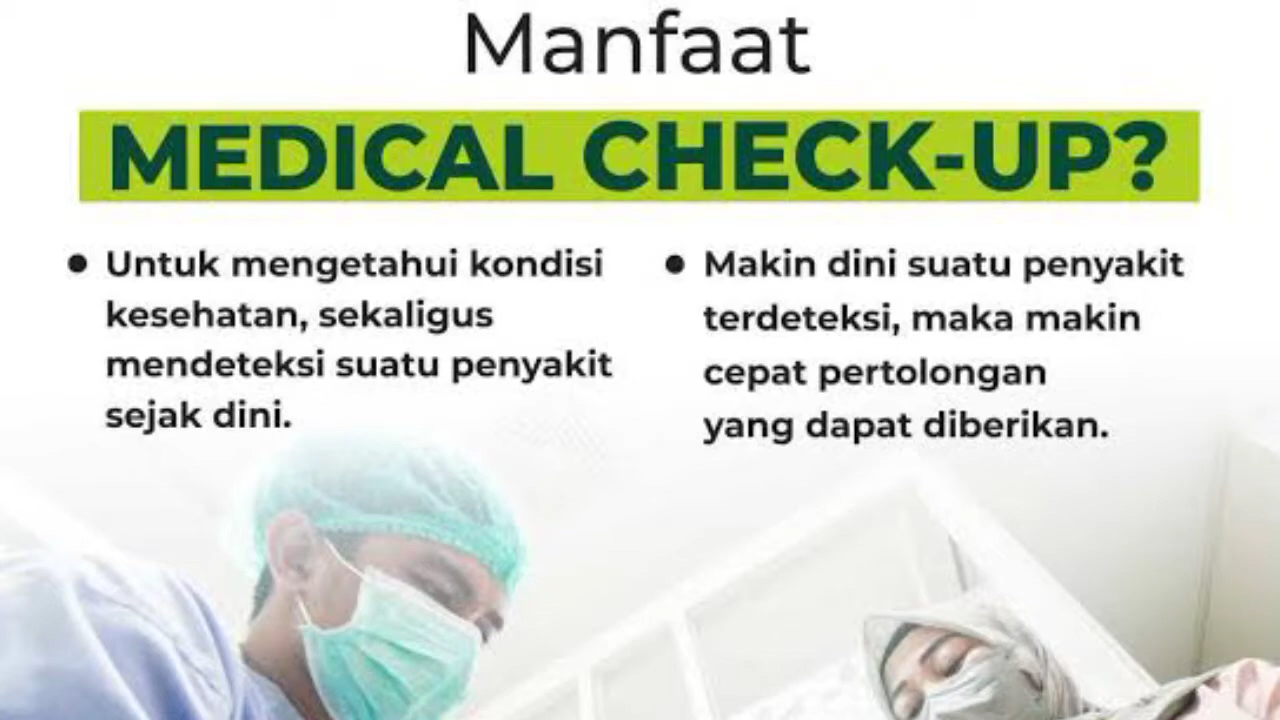 Manfaat
MEDICAL CHECK-UP?
• Untuk mengetahui kondisi
kesehatan, sekaligus
mendeteksi suatu penyakit
sejak dini.
• Makin dini suatu penyakit
terdeteksi, maka makin
cepat pertolongan
yang dapat diberikan.